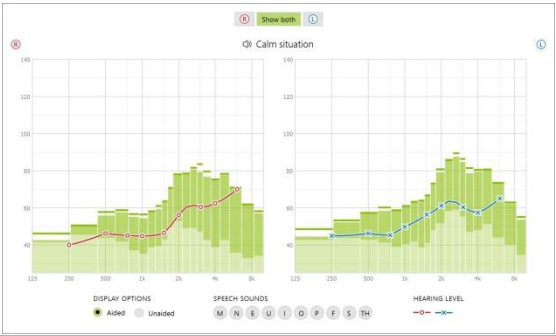 R Show both L
R Calm situation L
140 140
120 120
100 100
80 80
60 60
40 40
125 250 500 1k 2k 4k 8k 125 250 500 1k 2k 4k 8k
DISPLAY OPTIONS SPEECH SOUNDS HEARING LEVEL
Aided Unaided M N E U I O P F S TH